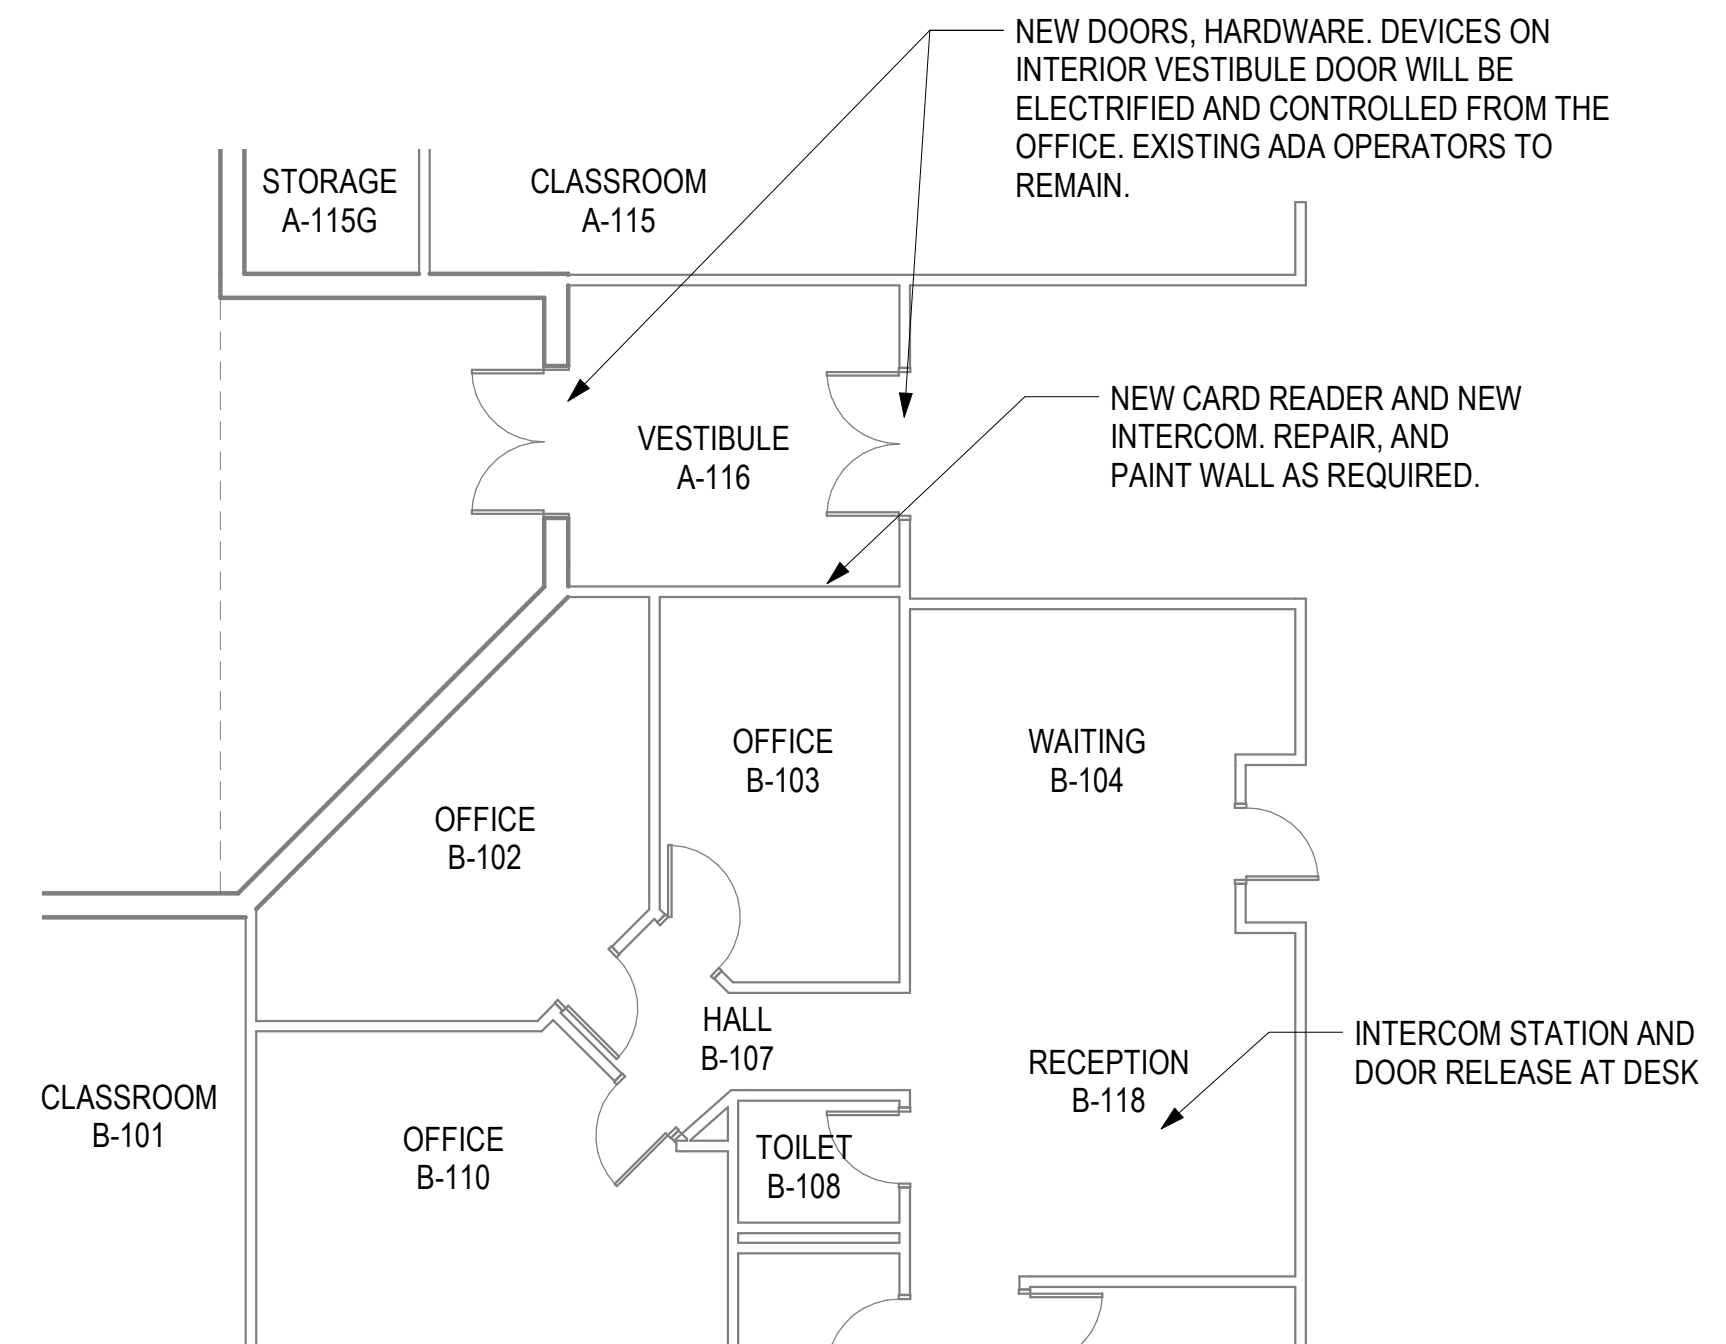 NEW DOORS, HARDWARE. DEVICES ON
INTERIOR VESTIBULE DOOR WILL BE
ELECTRIFIED AND CONTROLLED FROM THE
OFFICE. EXISTING ADA OPERATORS TO
REMAIN.
STORAGE
A-115G
CLASSROOM
A-115
NEW CARD READER AND NEW
INTERCOM. REPAIR, AND
PAINT WALL AS REQUIRED.
VESTIBULE
A-116
OFFICE
B-103
WAITING
B-104
OFFICE
B-102
HALL
B-107
RECEPTION
B-118
INTERCOM STATION AND
DOOR RELEASE AT DESK
CLASSROOM
B-101
OFFICE
B-110
TOILET
B-108